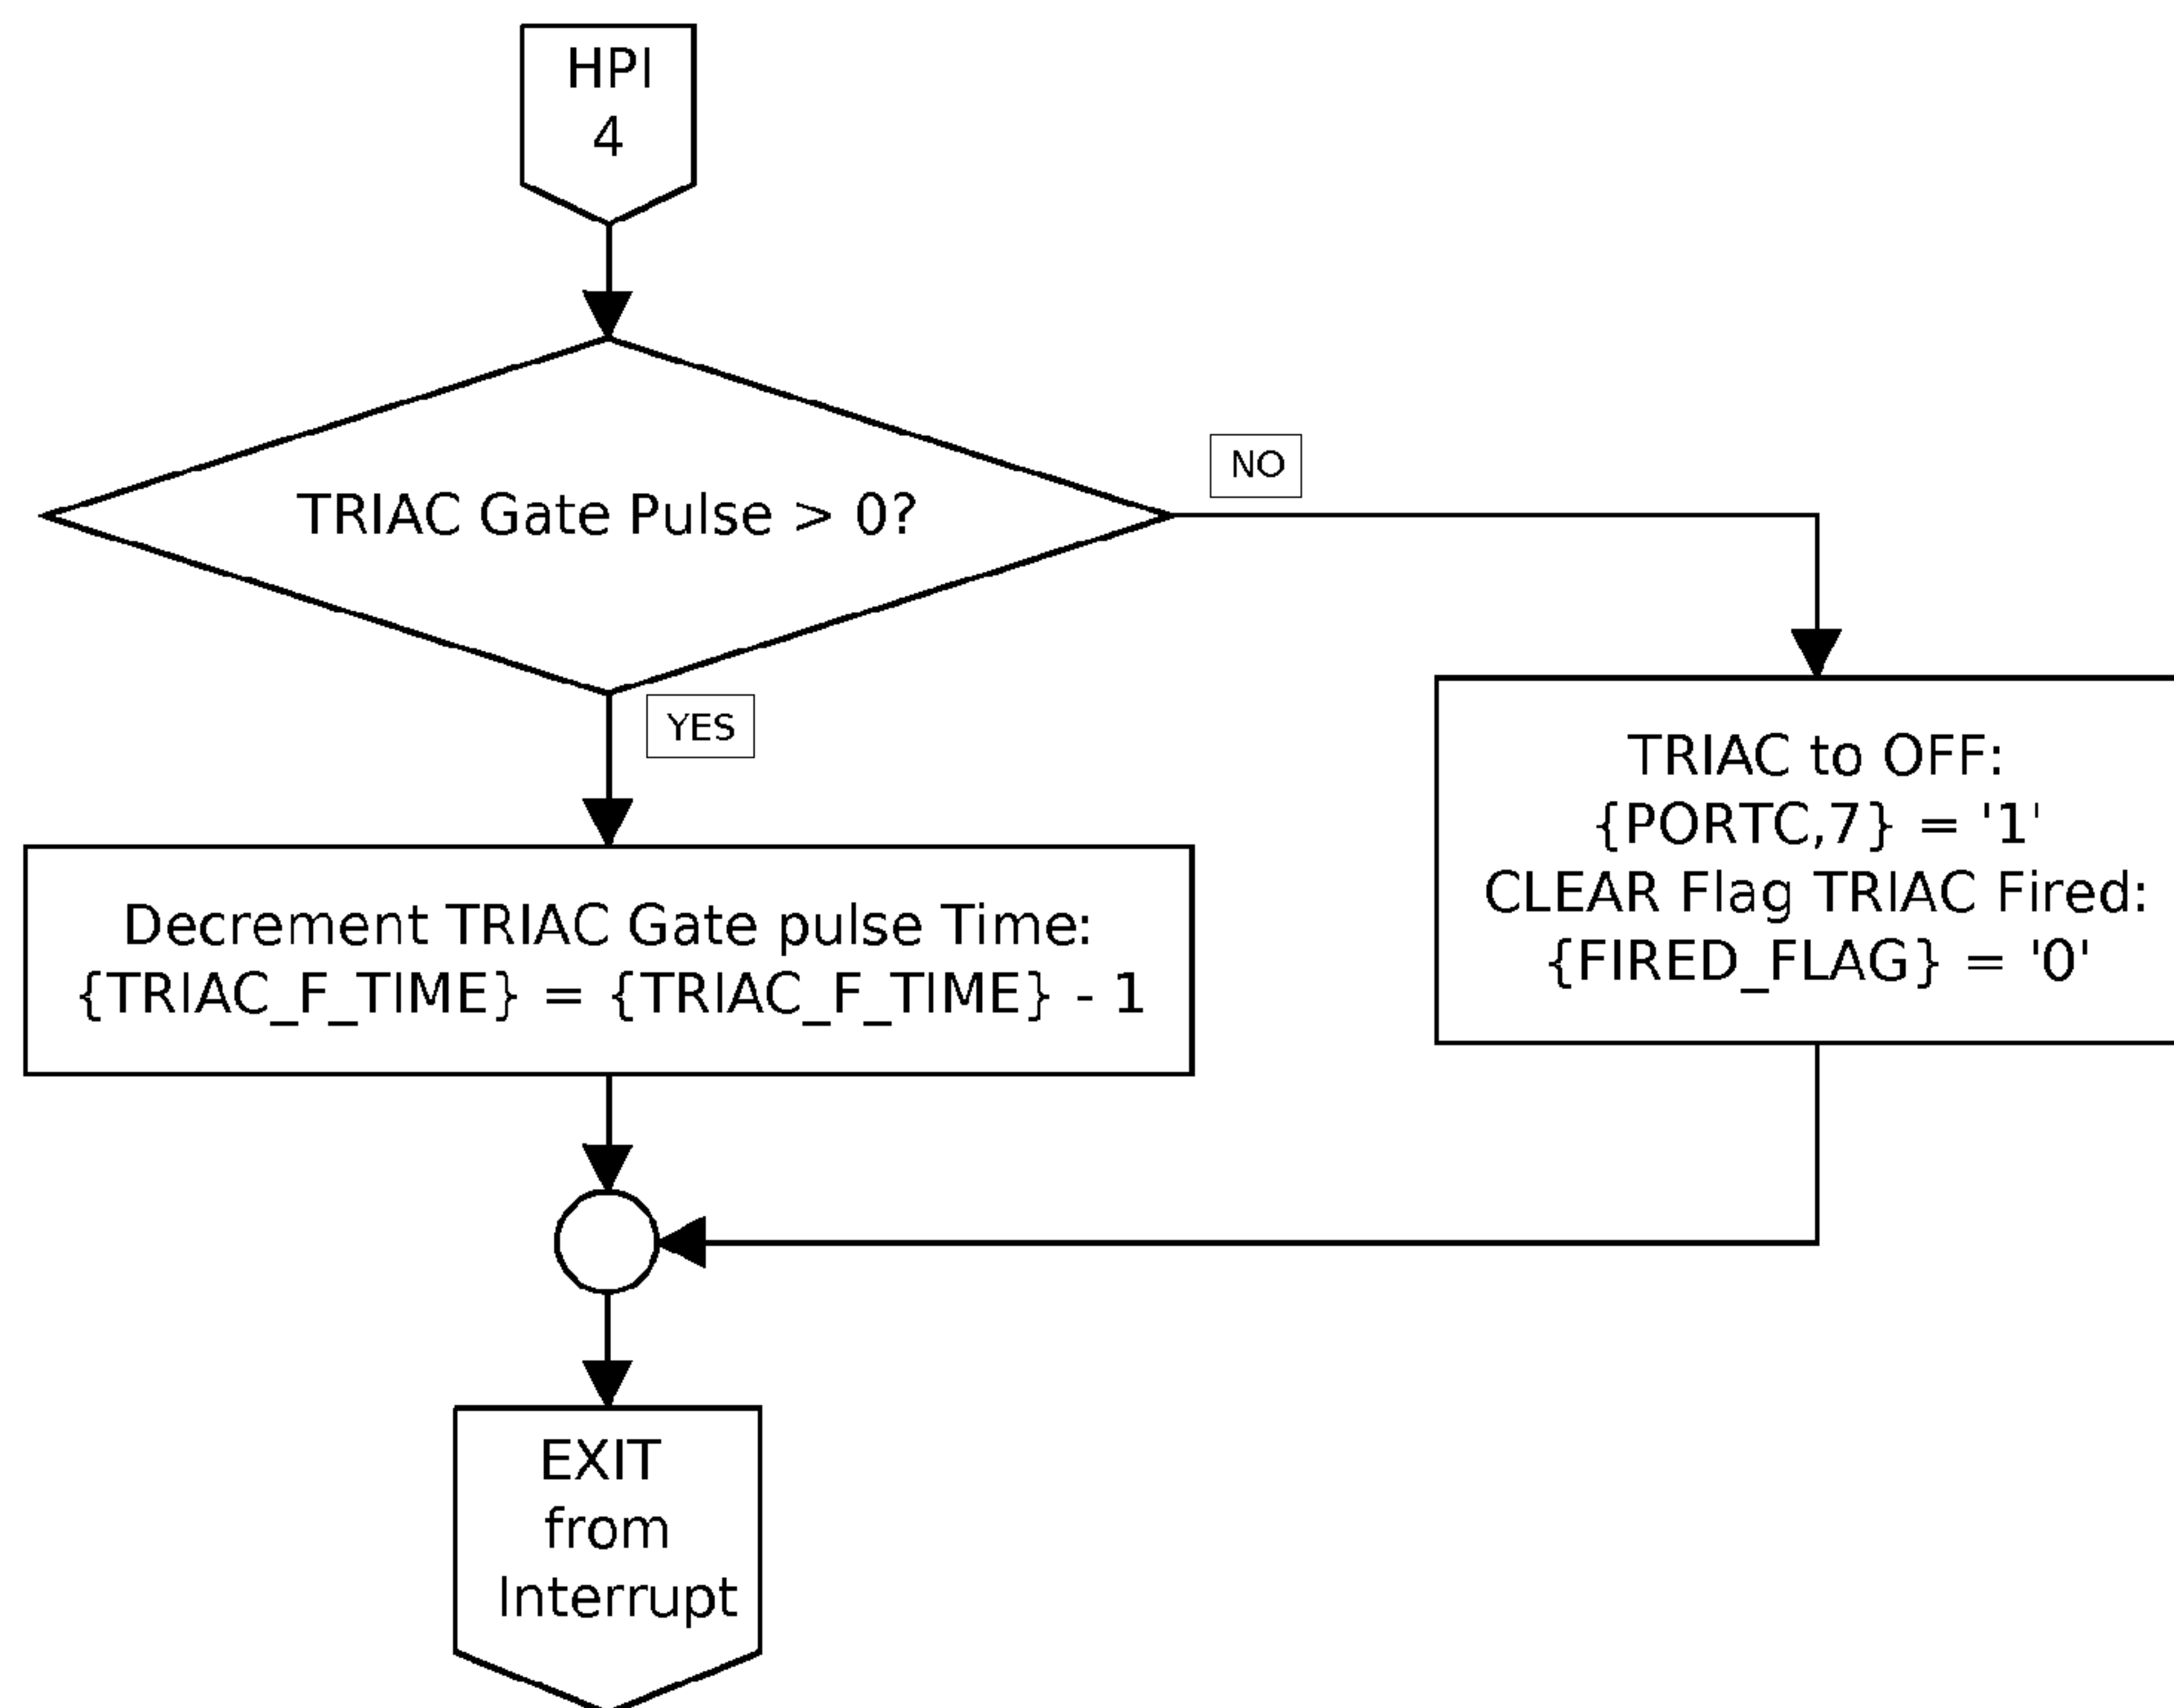 HPI
4
TRIAC Gate Pulse > 0?
NO
YES
TRIAC to OFF:
{PORTC,7} = '1'
CLEAR Flag TRIAC Fired:
{FIRED_FLAG} = '0'
Decrement TRIAC Gate pulse Time:
{TRIAC_F_TIME} = {TRIAC_F_TIME} - 1
EXIT
from
Interrupt